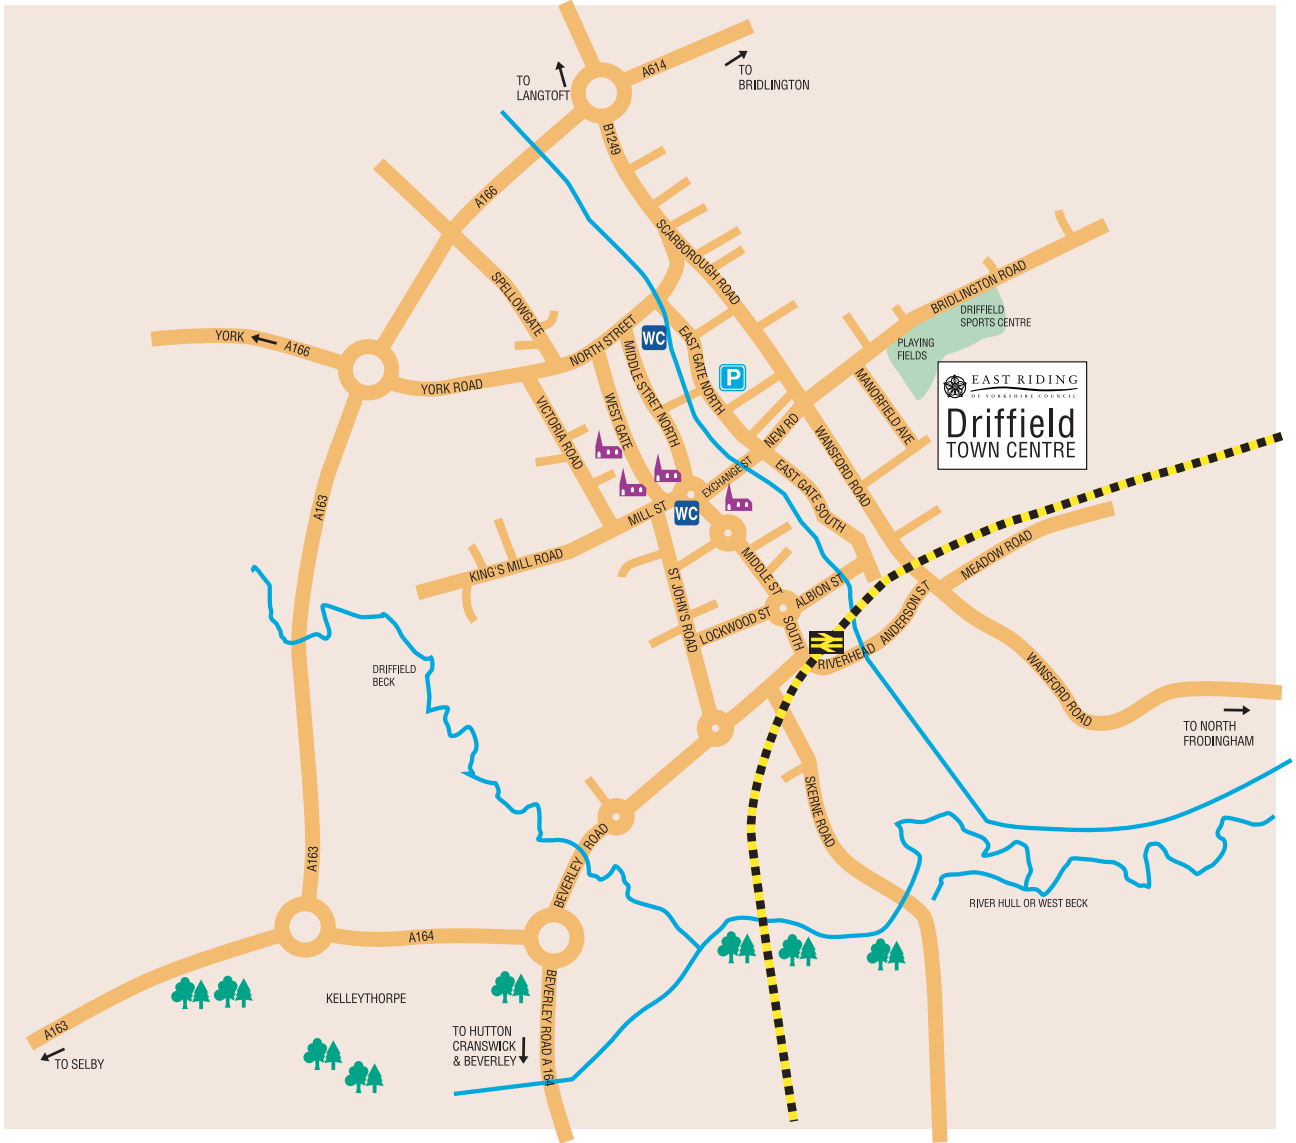 TO
LANGTOFT
A614
TO
BRIDLINGTON
B1249
A166
SCARBOROUGH ROAD
SPELLOWGATE
BRIDLINGTON ROAD
DRIFFIELD
SPORTS CENTRE
PLAYING
FIELDS
YORK
A166
NORTH STREET
WC
EAST GATE NORTH
P
YORK ROAD
MIDDLE STRET NORTH
WEST GATE
VICTORIA ROAD
MANORFIELD AVE
NEW RD
WANSFORD ROAD
EAST RIDING
OF YORKSHIRE COUNCIL
Driffield
TOWN CENTRE
EXCHANGE ST
EAST GATE SOUTH
A163
MILL ST
WC
KING'S MILL ROAD
MIDDLE ST
SOUTH
ALBION ST
MEADOW ROAD
ST JOHN'S ROAD
LOCKWOOD ST
ANDERSON ST
RIVERHEAD
DRIFFIELD
BECK
WANSFORD ROAD
TO NORTH
FRODINGHAM
SKERNE ROAD
A163
BEVERLEY ROAD
RIVER HULL OR WEST BECK
A164
KELLEYTHORPE
BEVERLEY ROAD A 164
A163
TO SELBY
TO HUTTON
CRANSWICK
& BEVERLEY